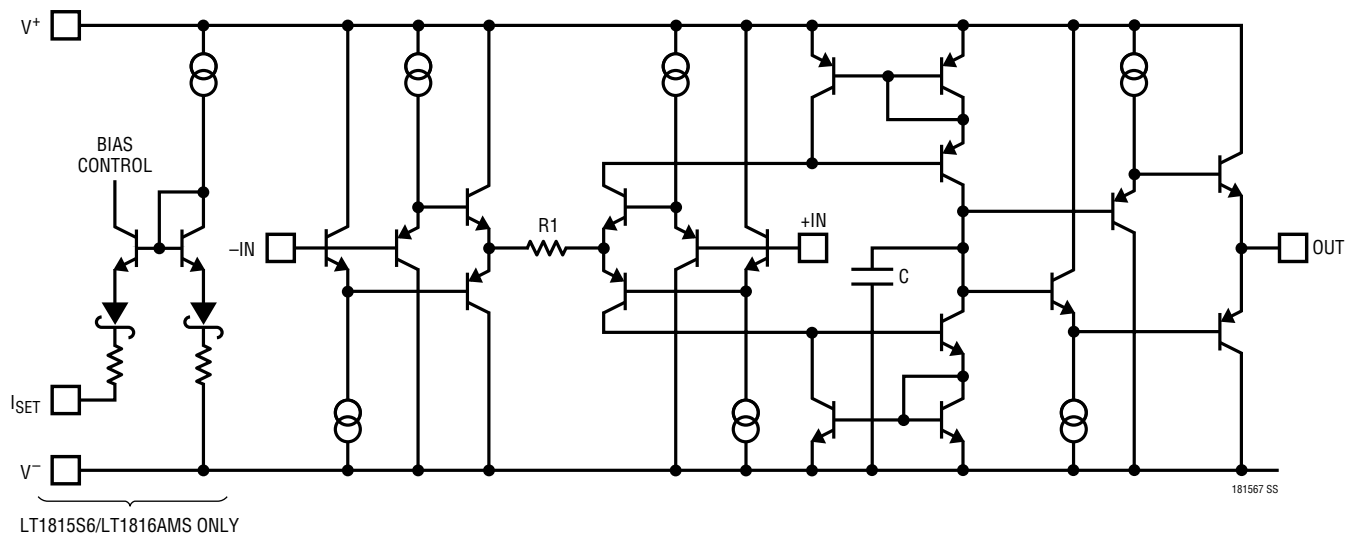 V+
BIAS
CONTROL
–IN
R1
+IN
C
OUT
ISET
V–
181567 SS
LT1815S6/LT1816AMS ONLY